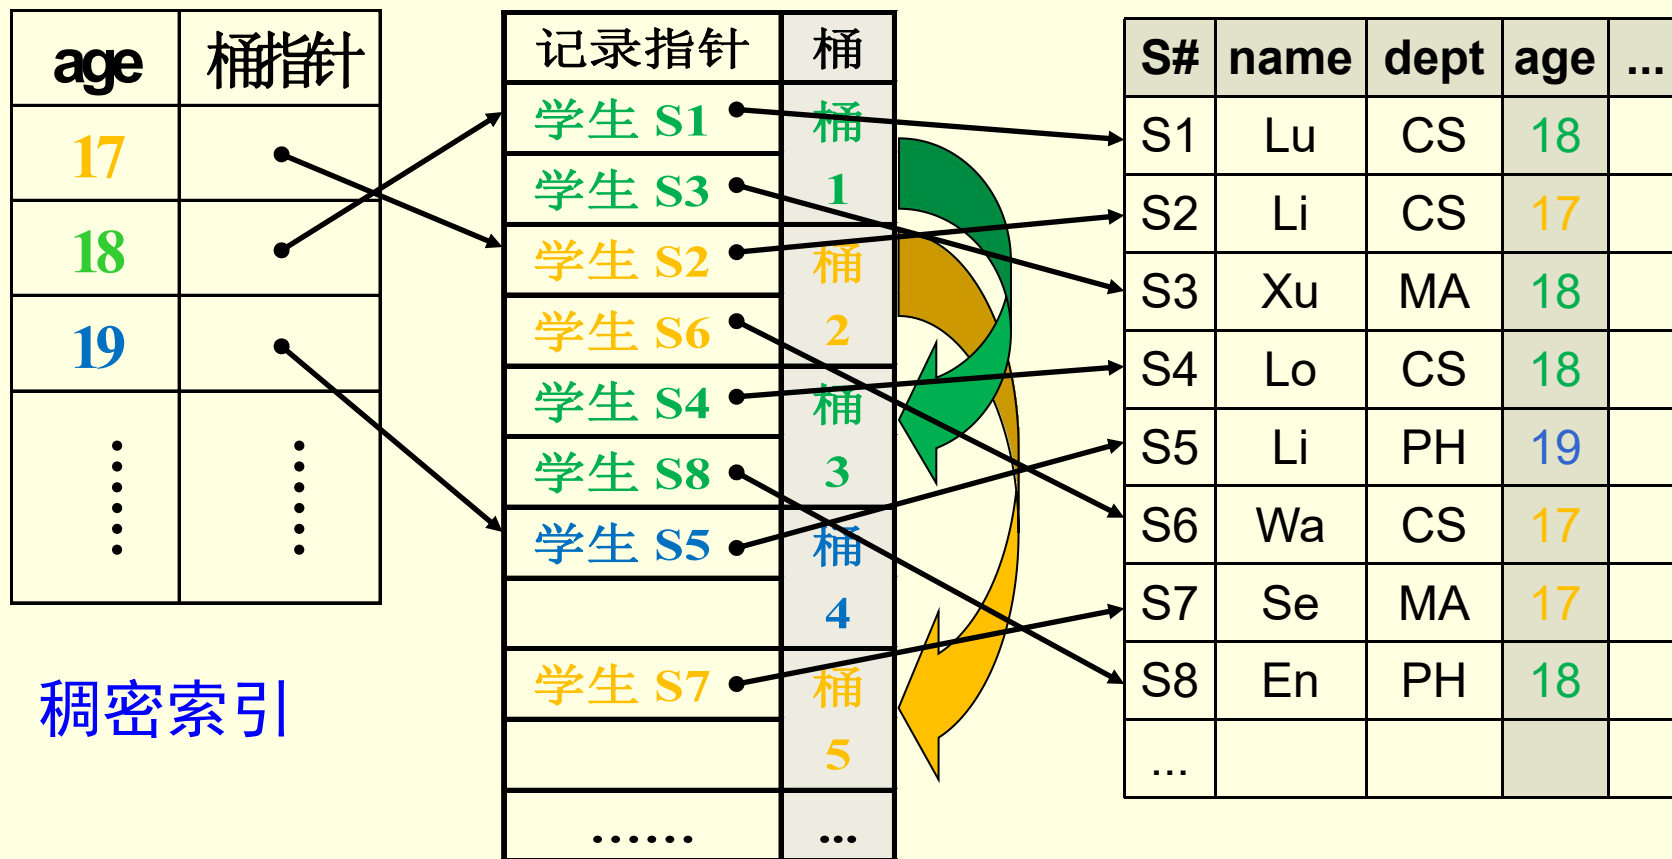 age 桶指针
17
18
19
记录指针 桶
学生 S1 桶
学生 S3 1
学生 S2 桶
学生 S6 2
学生 S4 桶
学生 S8 3
学生 S5 桶
4
学生 S7 桶
5
...... ...
S# name dept age ...
S1 Lu CS 18
S2 Li CS 17
S3 Xu MA 18
S4 Lo CS 18
S5 Li PH 19
S6 Wa CS 17
S7 Se MA 17
S8 En PH 18
...
稠密索引